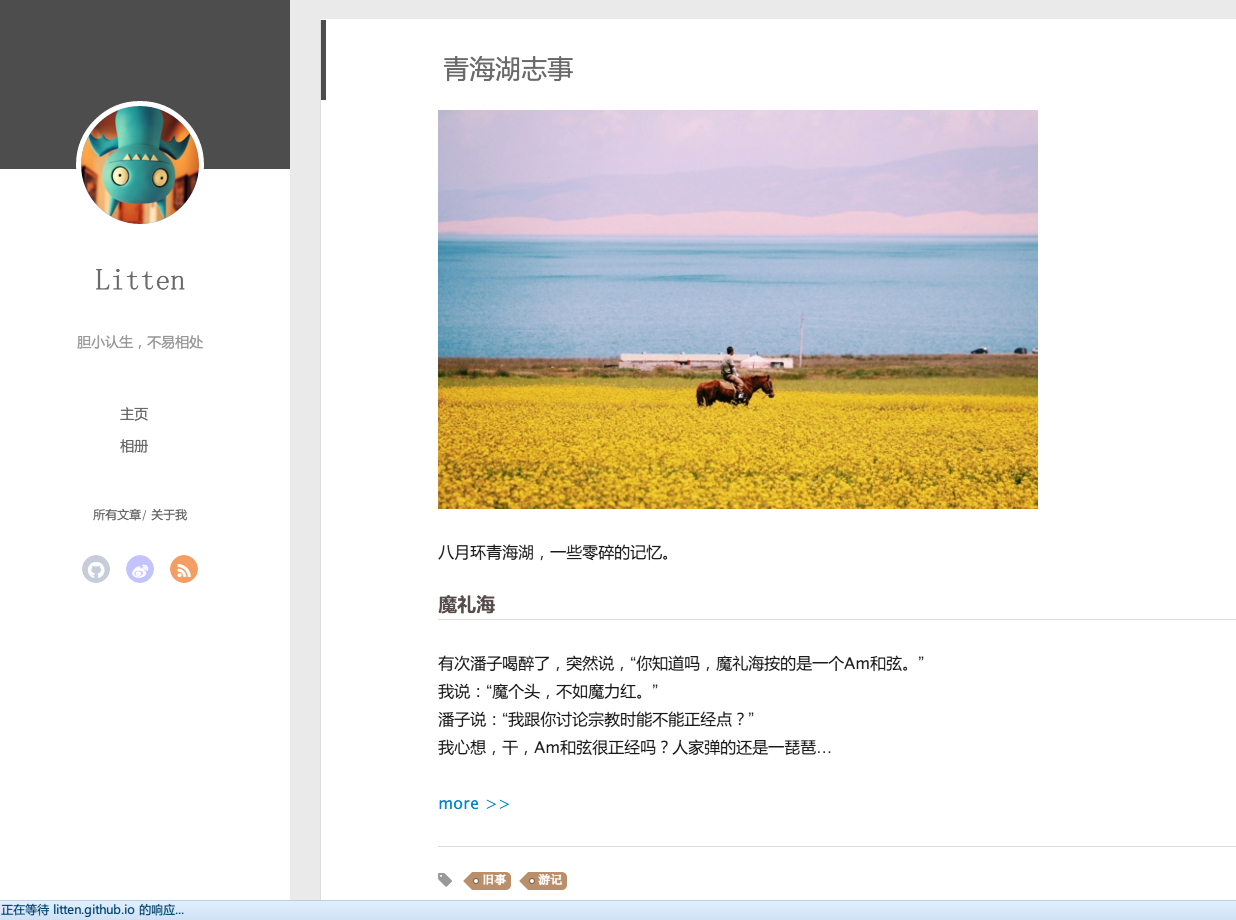 Litten
胆小认生，不易相处
主页
相册
所有文章/ 关于我
青海湖志事
八月环青海湖，一些零碎的记忆。
魔礼海
有次潘子喝醉了，突然说，“你知道吗，魔礼海按的是一个Am和弦。”
我说：“魔个头，不如魔力红。”
潘子说：“我跟你讨论宗教时能不能正经点？”
我心想，干，Am和弦很正经吗？人家弹的还是一琵琶…
more >>
旧事 游记
正在等待 litten.github.io 的响应...